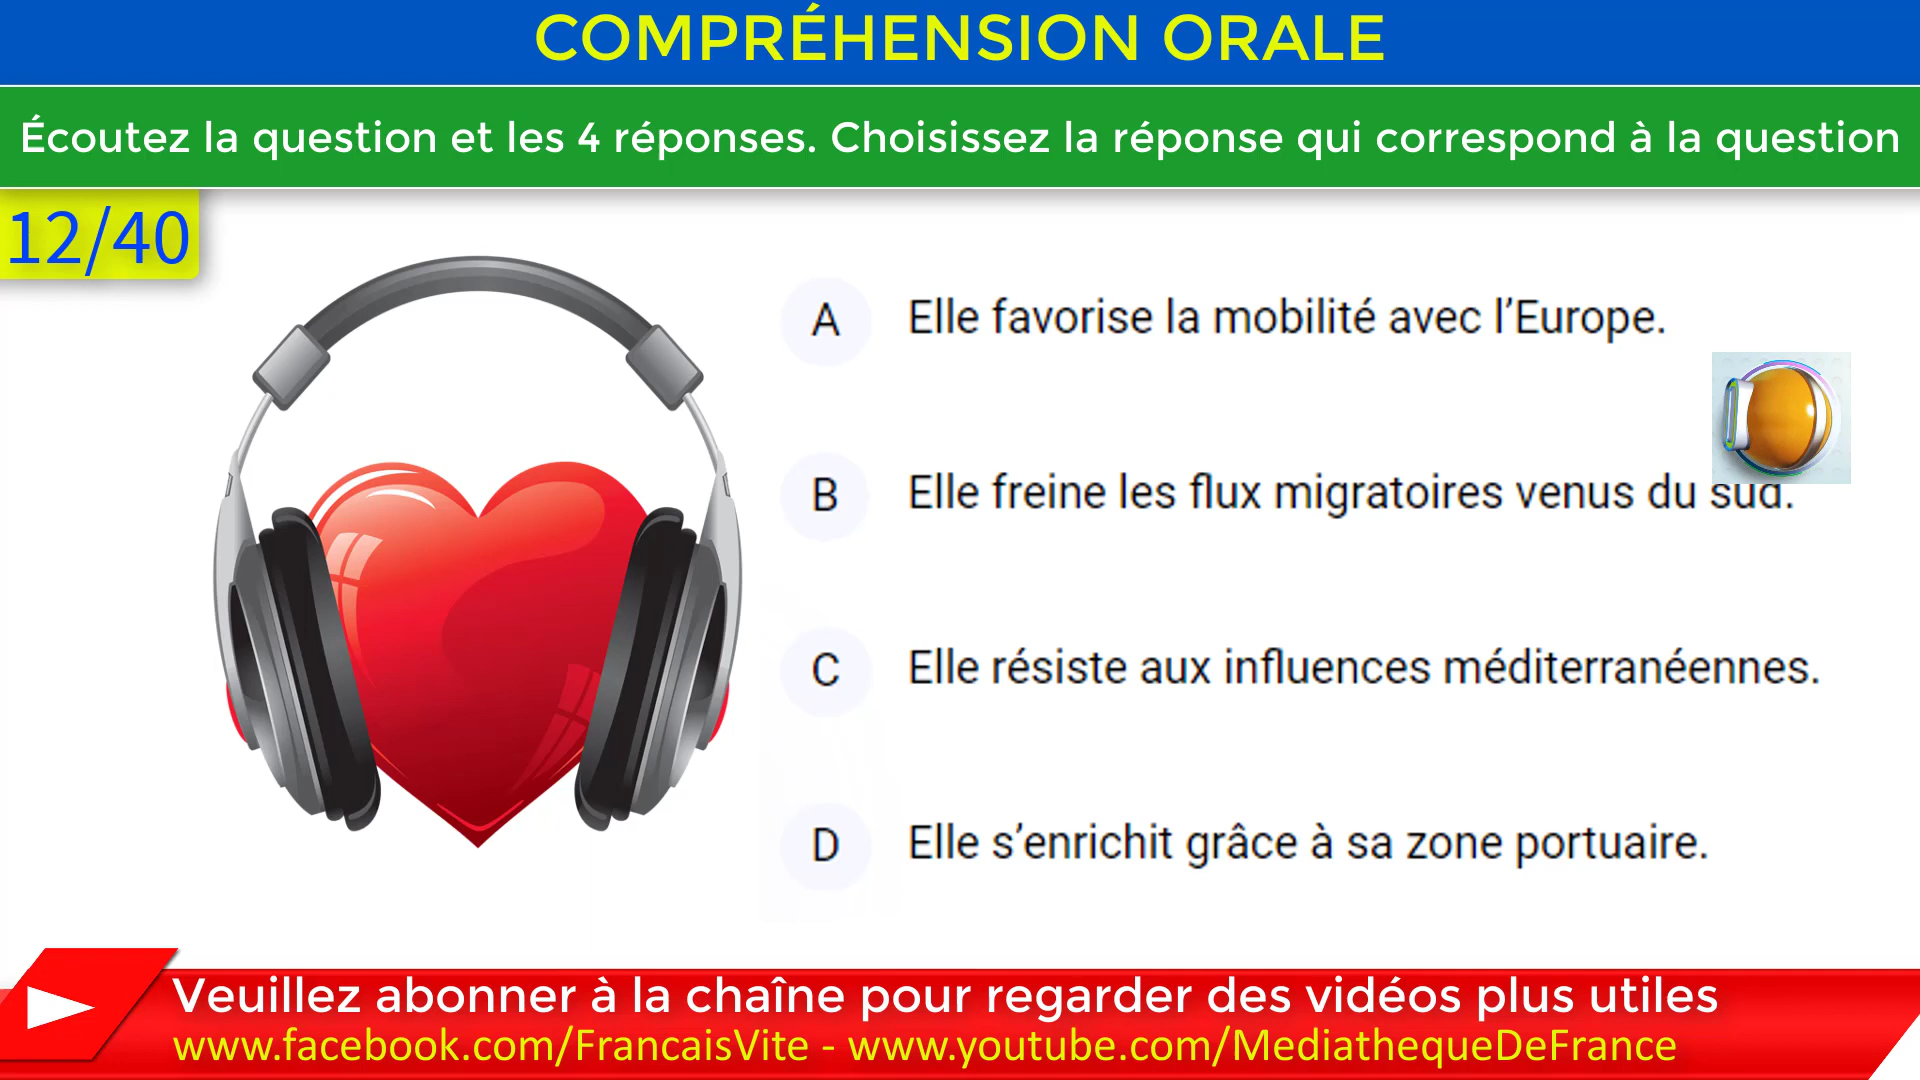 COMPRÉHENSION ORALE
Écoutez la question et les 4 réponses. Choisissez la réponse qui correspond à la question
12/40
A Elle favorise la mobilité avec l’Europe.
B Elle freine les flux migratoires venus du sud.
C Elle résiste aux influences méditerranéennes.
D Elle s’enrichit grâce à sa zone portuaire.
Veuillez abonner à la chaîne pour regarder des vidéos plus utiles
www.facebook.com/FrancaisVite - www.youtube.com/MediathequeDeFrance